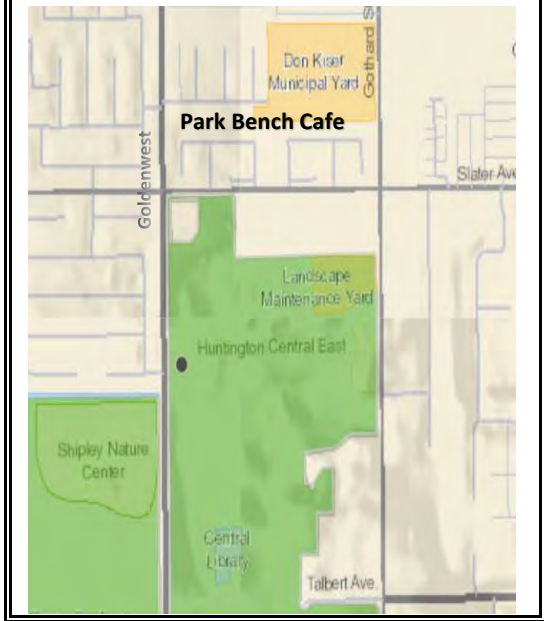 Gothard S
Don Kiser
Municipal Yard
Park Bench Cafe
Goldenwest
Slater Ave
Landscape
Maintenance Yard
Huntington Central East
Shipley Nature
Center
Central
Library
Talbert Ave.